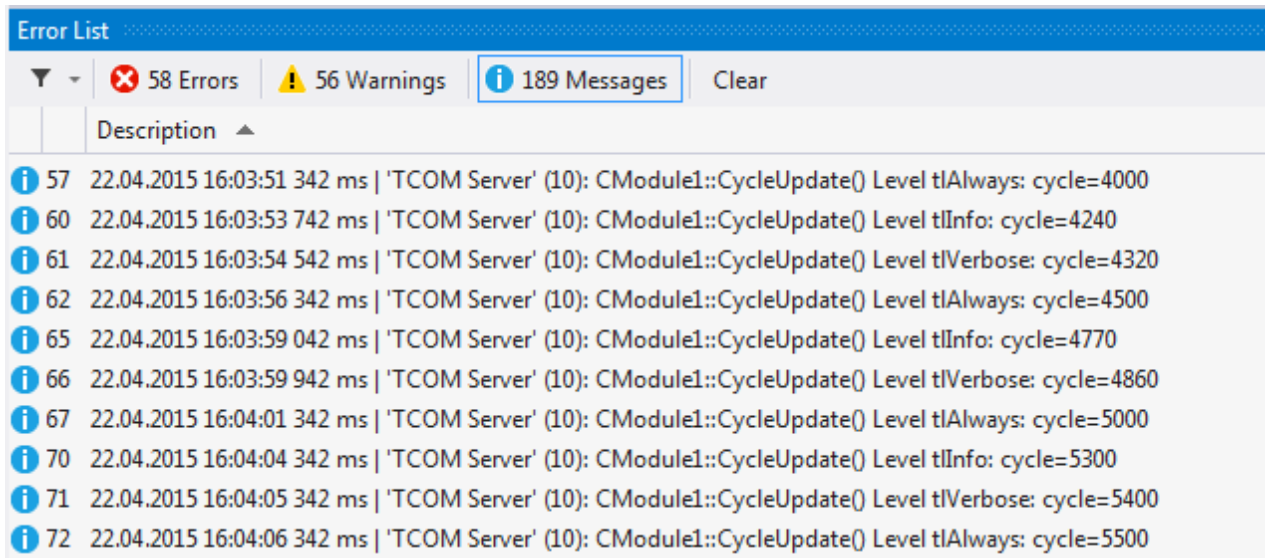 Error List
58 Errors 56 Warnings 189 Messages Clear
Description
57 22.04.2015 16:03:51 342 ms | 'TCOM Server' (10): CModule1::CycleUpdate() Level tlAlways: cycle=4000
60 22.04.2015 16:03:53 742 ms | 'TCOM Server' (10): CModule1::CycleUpdate() Level tlInfo: cycle=4240
61 22.04.2015 16:03:54 542 ms | 'TCOM Server' (10): CModule1::CycleUpdate() Level tlVerbose: cycle=4320
62 22.04.2015 16:03:56 342 ms | 'TCOM Server' (10): CModule1::CycleUpdate() Level tlAlways: cycle=4500
65 22.04.2015 16:03:59 042 ms | 'TCOM Server' (10): CModule1::CycleUpdate() Level tlInfo: cycle=4770
66 22.04.2015 16:03:59 942 ms | 'TCOM Server' (10): CModule1::CycleUpdate() Level tlVerbose: cycle=4860
67 22.04.2015 16:04:01 342 ms | 'TCOM Server' (10): CModule1::CycleUpdate() Level tlAlways: cycle=5000
70 22.04.2015 16:04:04 342 ms | 'TCOM Server' (10): CModule1::CycleUpdate() Level tlInfo: cycle=5300
71 22.04.2015 16:04:05 342 ms | 'TCOM Server' (10): CModule1::CycleUpdate() Level tlVerbose: cycle=5400
72 22.04.2015 16:04:06 342 ms | 'TCOM Server' (10): CModule1::CycleUpdate() Level tlAlways: cycle=5500